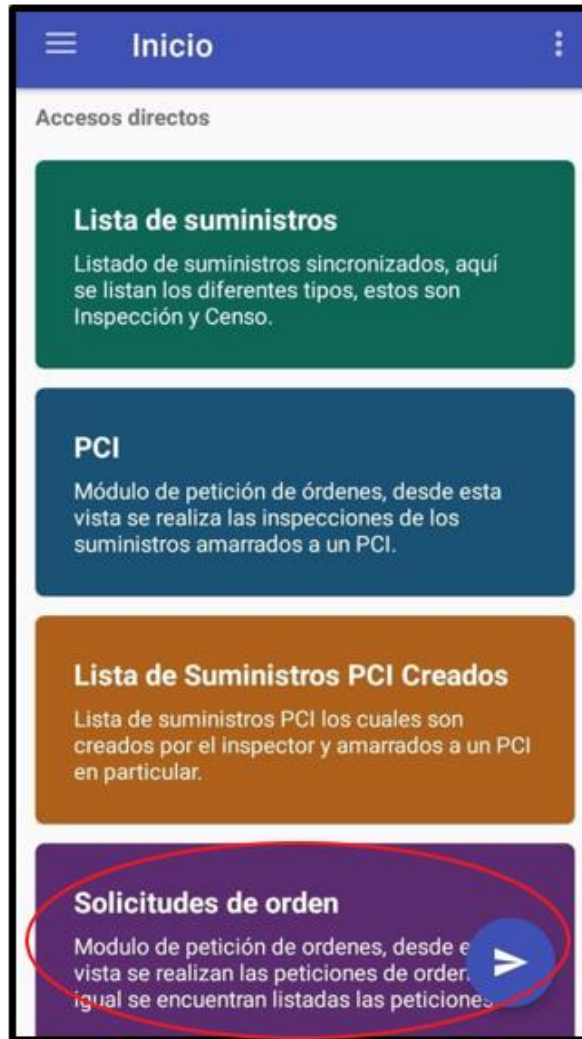 Inicio
Accesos directos
Lista de suministros
Listado de suministros sincronizados, aquí
se listan los diferentes tipos, estos son
Inspección y Censo.
PCI
Módulo de petición de órdenes, desde esta
vista se realiza las inspecciones de los
suministros amarrados a un PCI.
Lista de Suministros PCI Creados
Lista de suministros PCI los cuales son
creados por el inspector y amarrados a un PCI
en particular.
Solicitudes de orden
Modulo de petición de ordenes, desde
vista se realizan las peticiones de
igual se encuentran listadas las peticiones